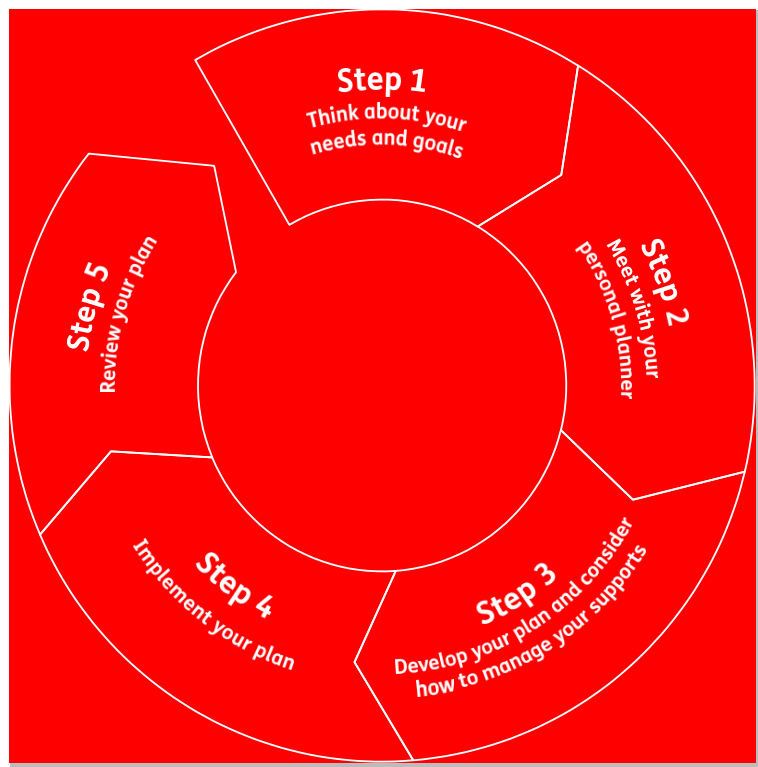 Step 1
Think about your
needs and goals
Step 2
Meet with your
personal planner
Step 3
Develop your plan and consider
how to manage your supports
Step 4
Implement your plan
Step 5
Review your plan